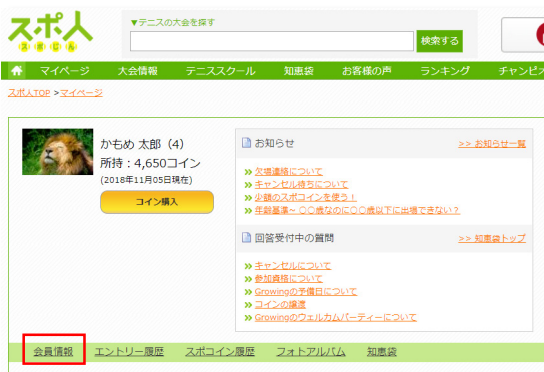 スポ人
スポじん
▼テニスの大会を探す
検索する
マイページ 大会情報 テニススクール 知恵袋 お客様の声 ランキング チャンピオ
スポ人TOP >マイページ
かもめ 太郎（4）
所持：4,650コイン
(2018年11月05日現在)
コイン購入
お知らせ >> お知らせ一覧
欠場連絡について
キャンセル待ちについて
少額のスポコインを使う！
年齢基準～ ○○歳なのに○○歳以下に出場できない？
回答受付中の質問 >> 知恵袋トップ
キャンセルについて
参加資格について
Growingの予備日について
コインの譲渡
Growingのウェルカムパーティーについて
会員情報 エントリー履歴 スポコイン履歴 フォトアルバム 知恵袋